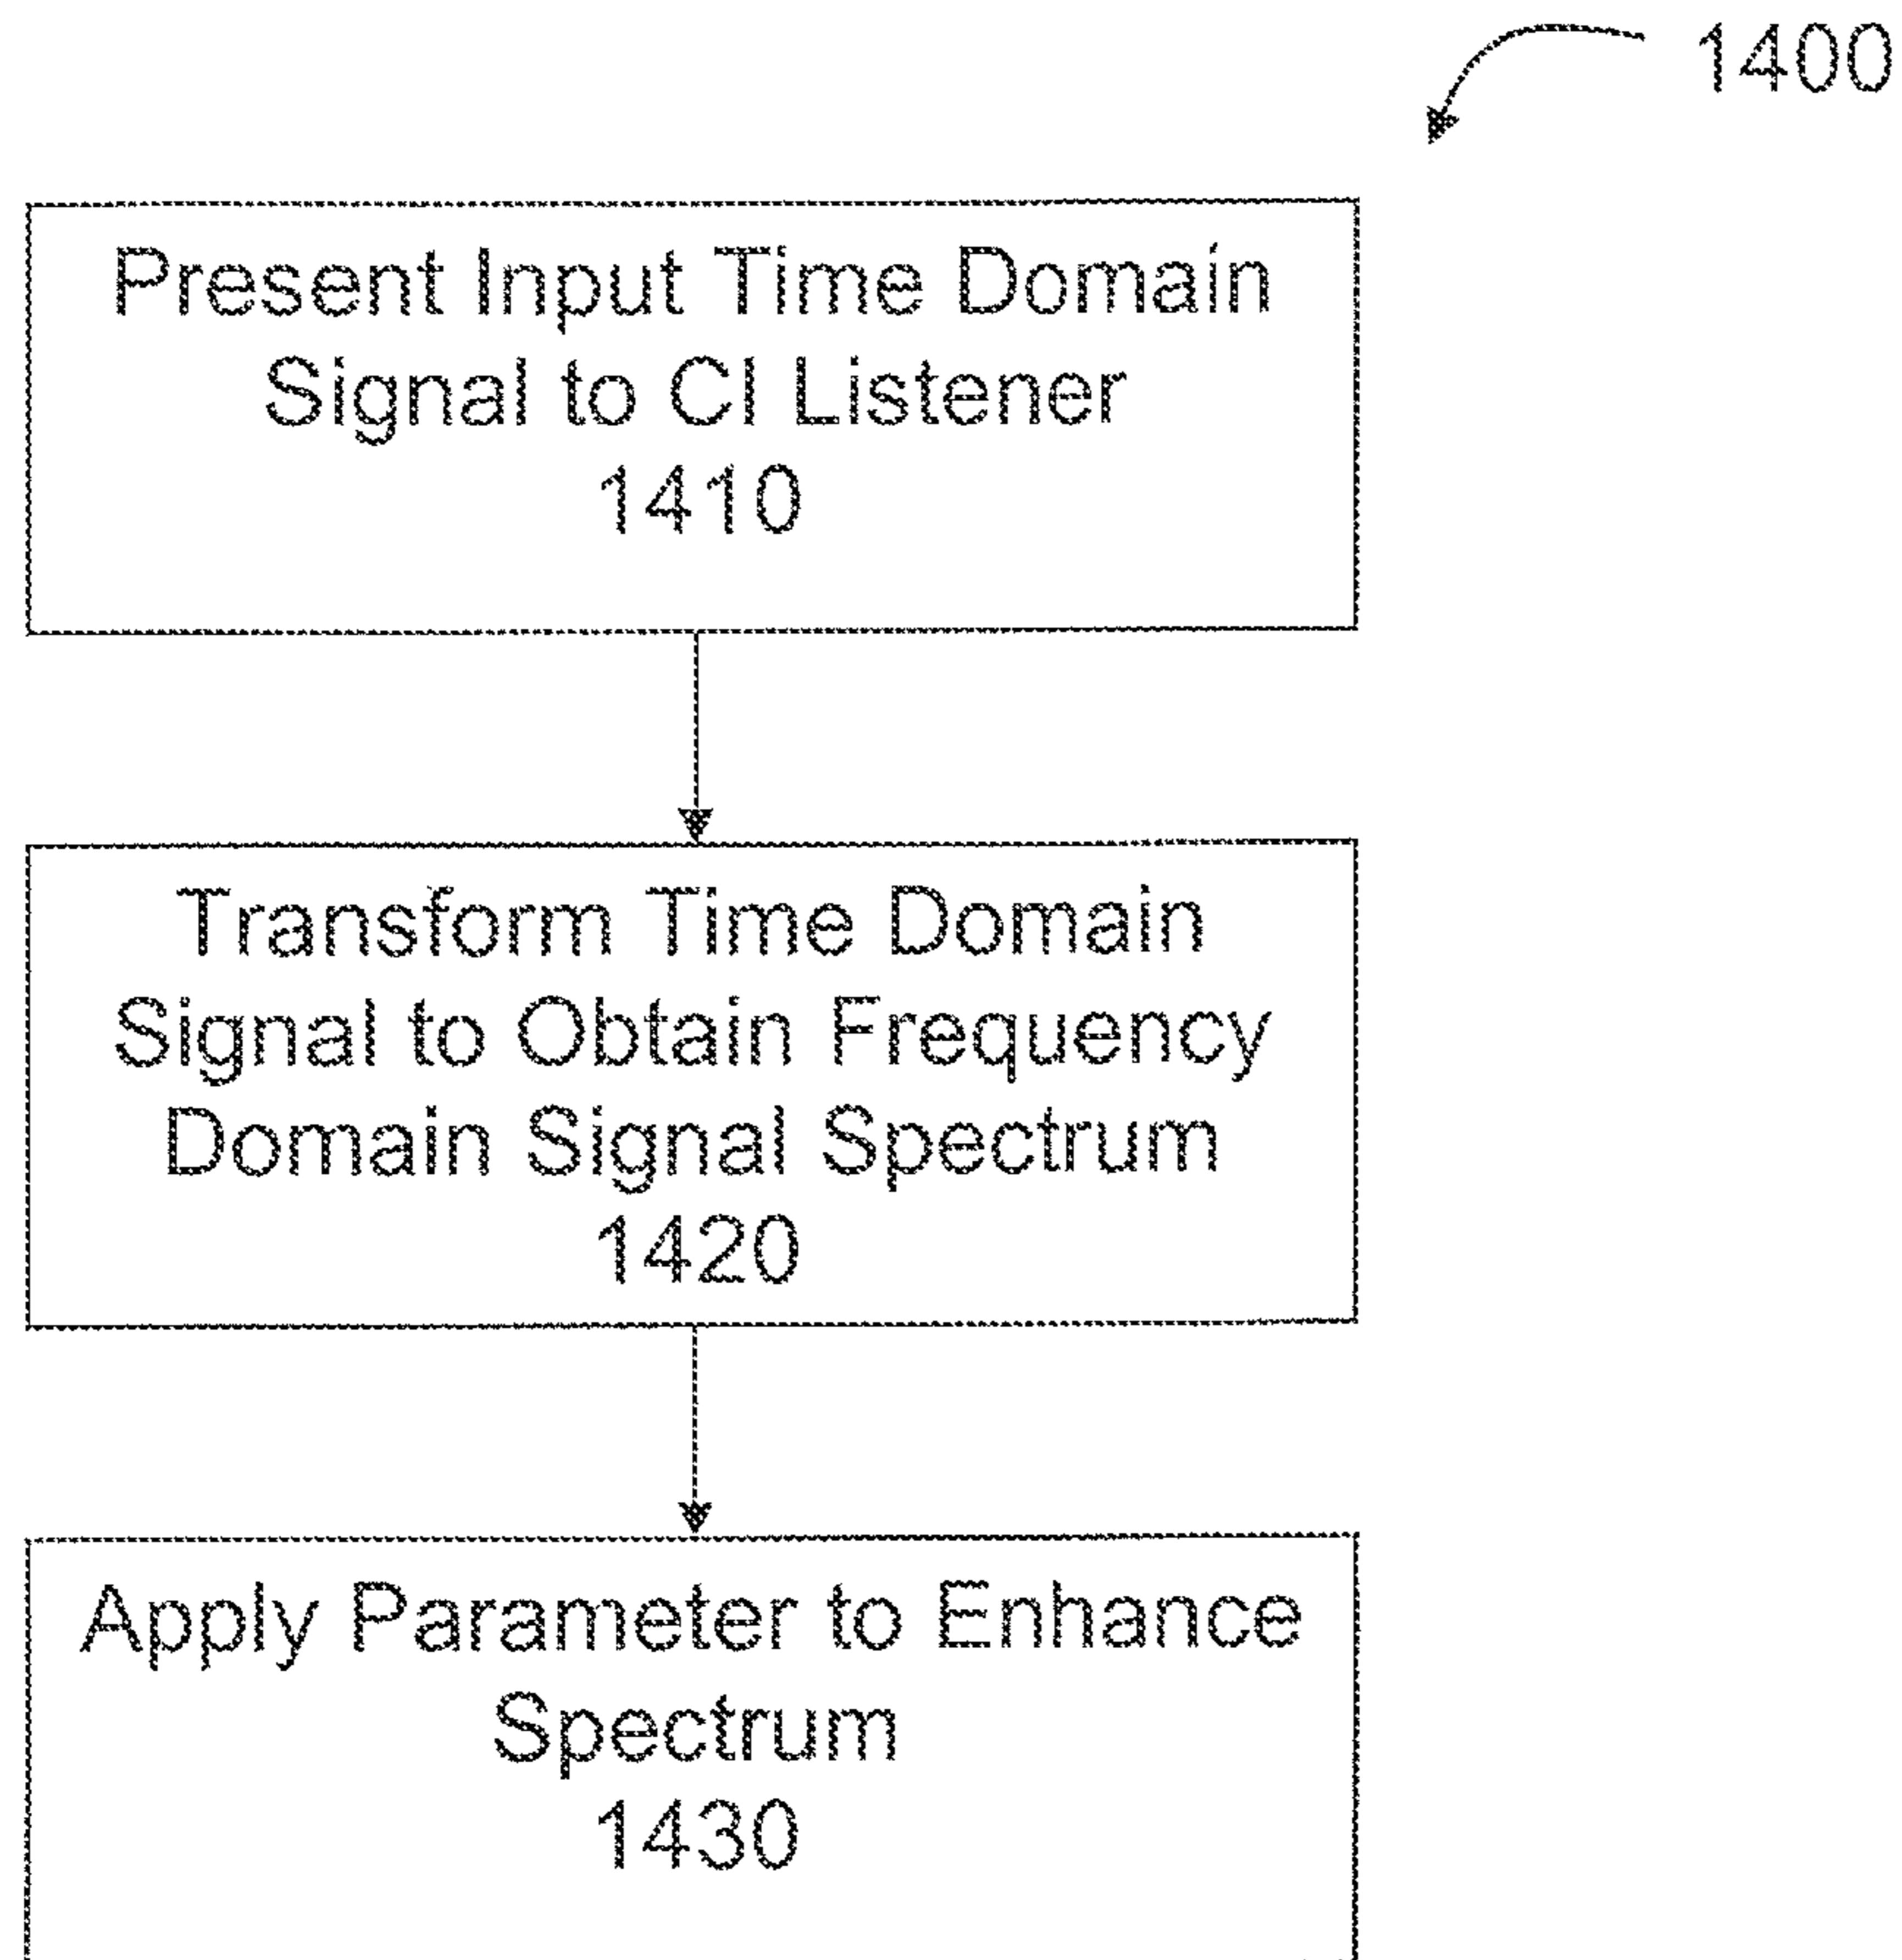 1400
Present Input Time Domain
Signal to CI Listener
1410
Transform Time Domain
Signal to Obtain Frequency
Domain Signal Spectrum
1420
Apply Parameter to Enhance
Spectrum
1430